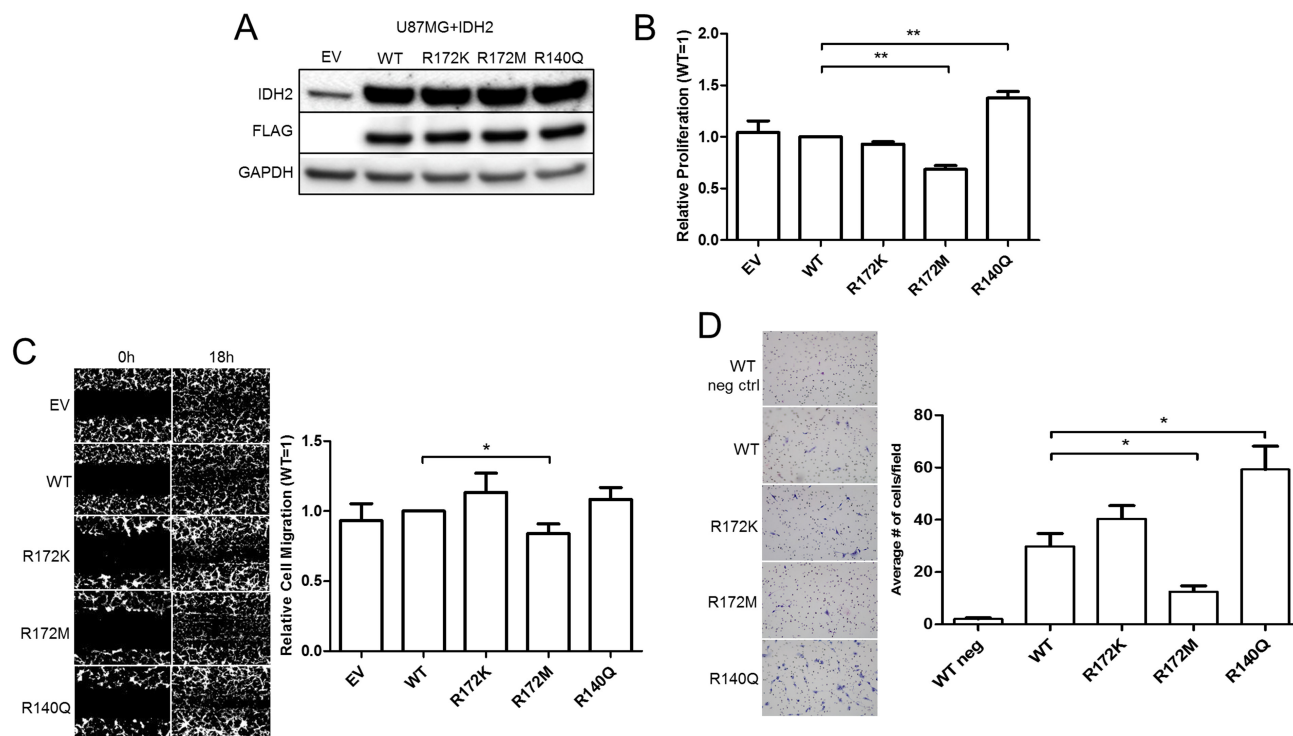 A
U87MG+IDH2
EV WT R172K R172M R140Q
IDH2
FLAG
GAPDH
B
Relative Proliferation (WT=1)
2.0
1.5
1.0
0.5
0.0
**
**
EV WT R172K R172M R140Q
C
0h 18h
EV
WT
R172K
R172M
R140Q
Relative Cell Migration (WT=1)
1.5
1.0
0.5
0.0
*
EV WT R172K R172M R140Q
D
WT
neg ctrl
WT
R172K
R172M
R140Q
Average # of cells/field
80
60
40
20
0
*
*
WT neg WT R172K R172M R140Q